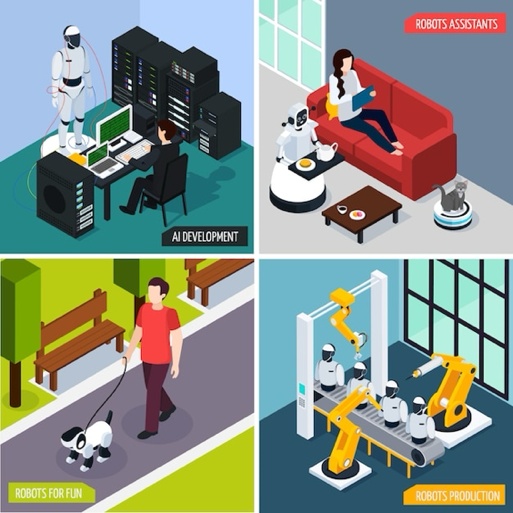 AI DEVELOPMENT
ROBOTS ASSISTANTS
ROBOTS FOR FUN
ROBOTS PRODUCTION